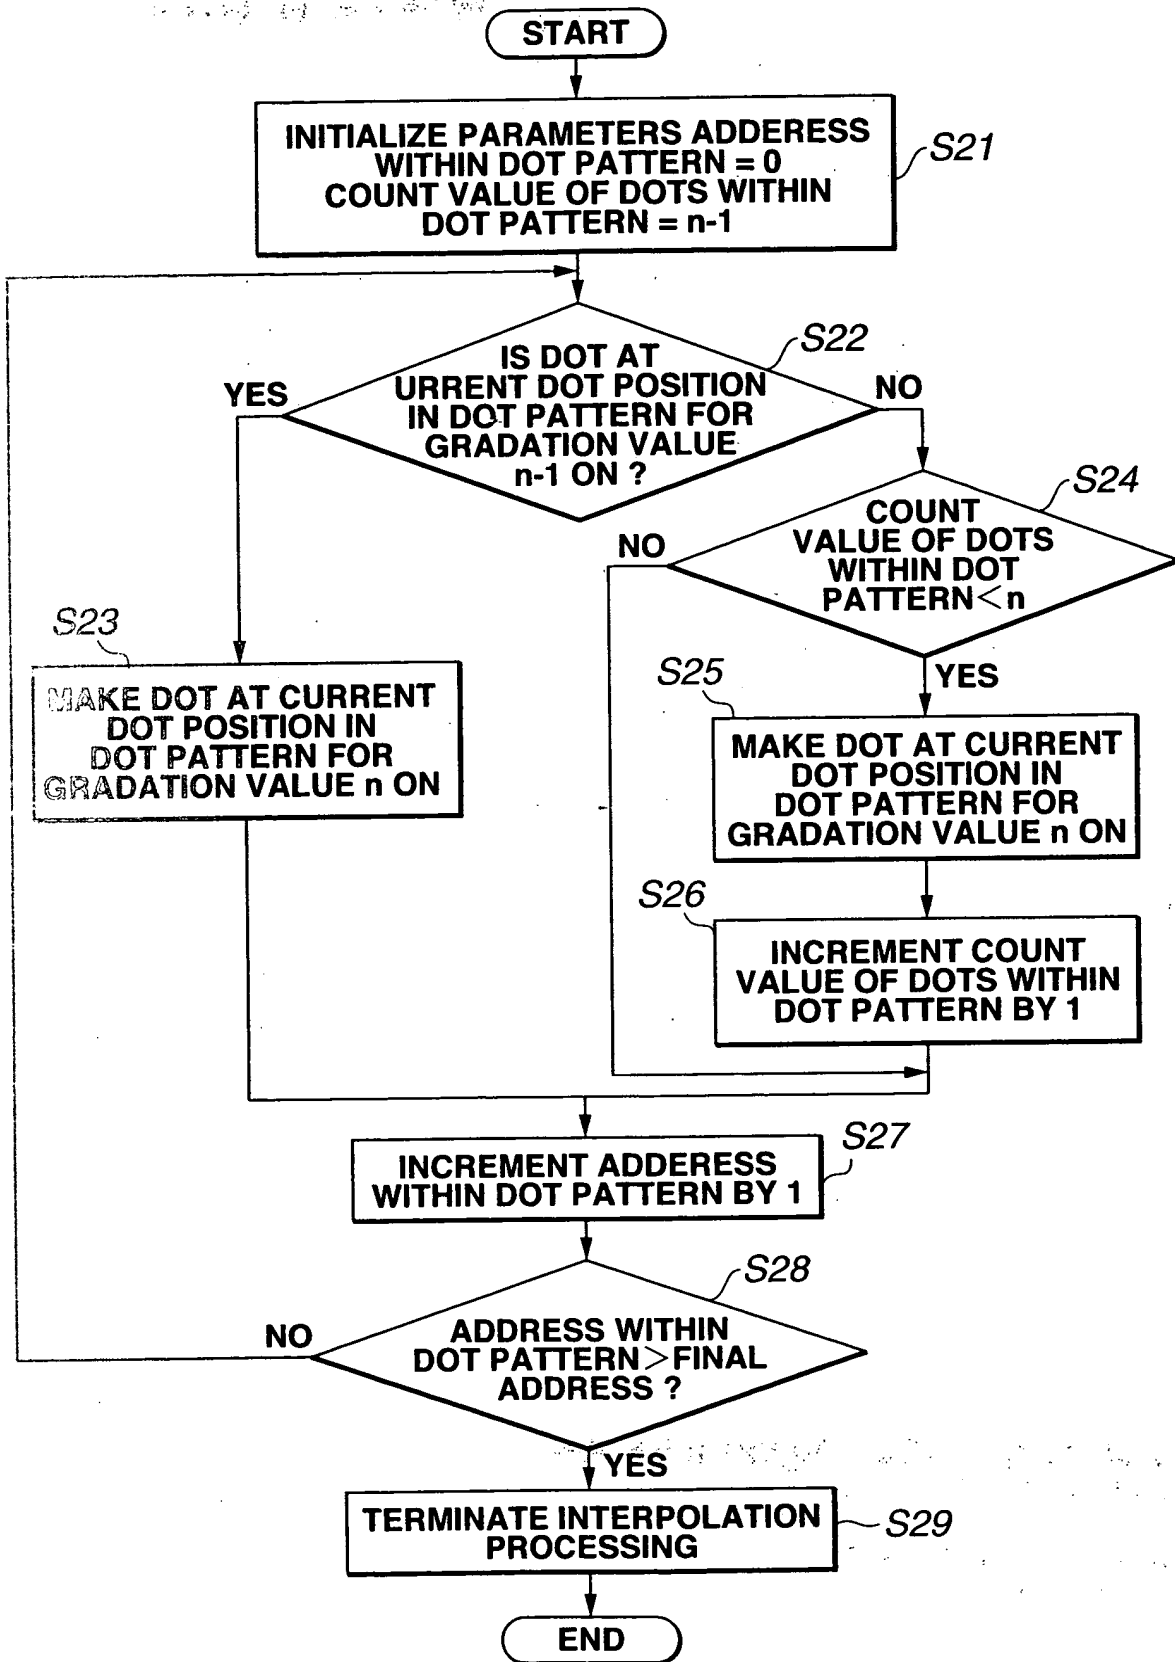 START
INITIALIZE PARAMETERS ADDERESS
WITHIN DOT PATTERN = 0
COUNT VALUE OF DOTS WITHIN
DOT PATTERN = n-1
S21
IS DOT AT
URRENT DOT POSITION
IN DOT PATTERN FOR
GRADATION VALUE
n-1 ON ?
S22
YES
NO
COUNT
VALUE OF DOTS
WITHIN DOT
PATTERN<n
S24
NO
YES
S23
MAKE DOT AT CURRENT
DOT POSITION IN
DOT PATTERN FOR
GRADATION VALUE n ON
S25
MAKE DOT AT CURRENT
DOT POSITION IN
DOT PATTERN FOR
GRADATION VALUE n ON
S26
INCREMENT COUNT
VALUE OF DOTS WITHIN
DOT PATTERN BY 1
INCREMENT ADDERESS
WITHIN DOT PATTERN BY 1
S27
ADDRESS WITHIN
DOT PATTERN>FINAL
ADDRESS ?
S28
NO
YES
TERMINATE INTERPOLATION
PROCESSING
S29
END